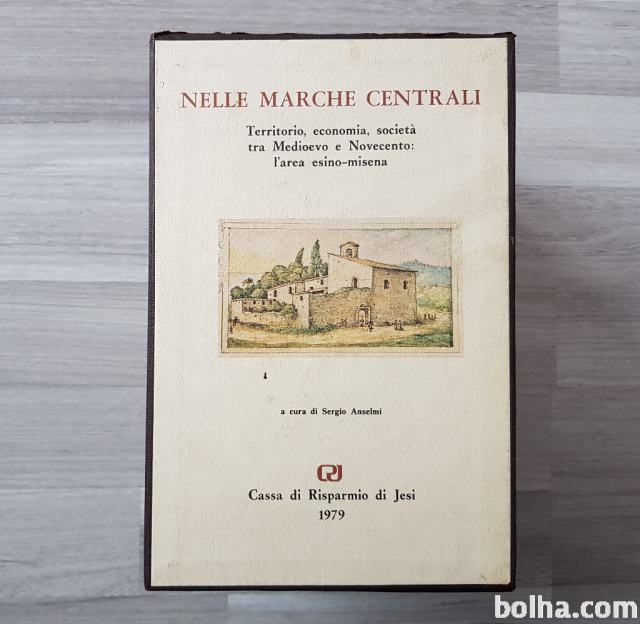 NELLE MARCHE CENTRALI
Territorio, economia, società
tra Medioevo e Novecento:
l'area esino-misena
a cura di Sergio Anselmi
Cassa di Risparmio di Jesi
1979
bolha.com